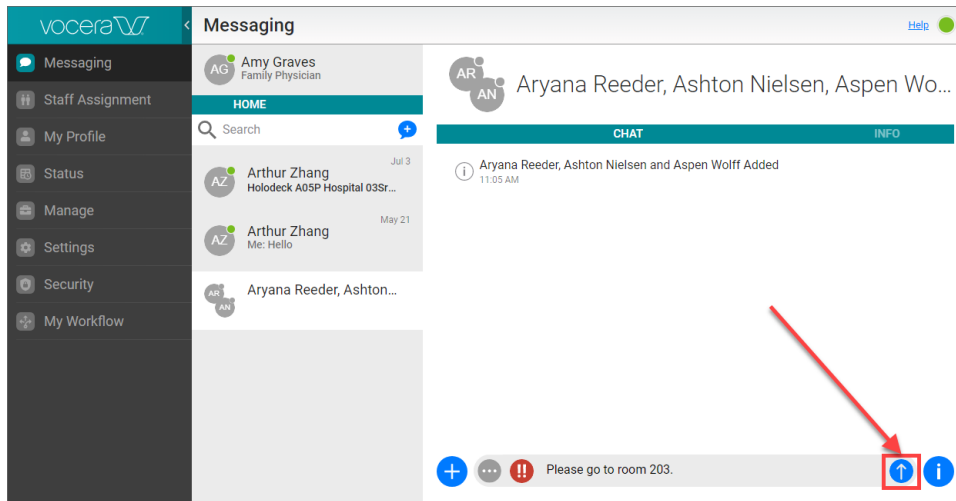 vocera
Messaging
Help
Messaging
Staff Assignment
My Profile
Status
Manage
Settings
Security
My Workflow
AG
Amy Graves
Family Physician
HOME
Search
Jul 3
AZ
Arthur Zhang
Holodeck A05P Hospital 03Sr...
May 21
AZ
Arthur Zhang
Me: Hello
AR
AN
Aryana Reeder, Ashton...
AR
AN
Aryana Reeder, Ashton Nielsen, Aspen Wo...
CHAT
INFO
Aryana Reeder, Ashton Nielsen and Aspen Wolff Added
11:05 AM
Please go to room 203.